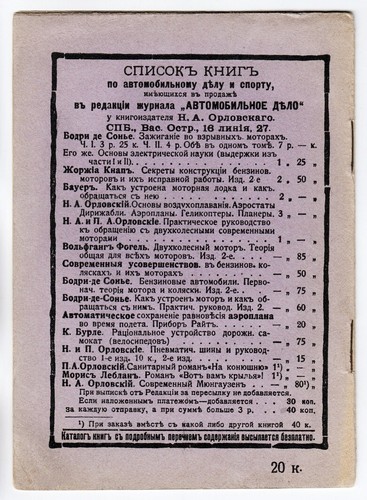 СПИСОКЪ КНИГЪ
по автомобильному дѣлу и спорту,
имѣющихся въ продажѣ
въ редакціи журнала „АВТОМОБИЛЬНОЕ ДѢЛО“
у книгоиздателя Н. А. Орловскаго.
СПБ., Вас. Остр., 16 линія, 27.
Бодри де Сонье. Зажиганіе во взрывныхъ моторахъ.
Ч. I. 3 р. 25 к. Ч. II. 4 р. Обѣ въ одномъ томѣ. 7 р. — к.
Его же. Основы электрической науки (выдержки изъ
части I и II). 1 „ 25 „
Жоржіа Кнапъ. Секреты конструкціи бензинов.
моторовъ и ихъ исправной работы. Изд. 2-е 2 „ 50 „
Бауеръ. Какъ устроена моторная лодка и какъ
обращаться съ нею 2 „ — „
Н. А. Орловскій. Основы воздухоплаванія. Аэростаты
Дирижабли. Аэропланы. Геликоптеры. Планеры. 3 „ — „
Н. А. и П. А. Орловскіе. Практическое руководство
къ обращенію съ двухколесными современными
моторами 1 „ — „
Вольфгангъ Фогель. Двухколесный моторъ. Теорія
общая для всѣхъ моторовъ. Изд. 2-е. — „ 85 „
Современныя усовершенствов. въ бензинов. ко-
ляскахъ и ихъ моторахъ — „ 50 „
Бодри-де-Сонье. Бензиновые автомобили. Первo-
нач. теорія мотора и коляски. Изд. 2-е. — „ 75 „
Бодри-де-Сонье. Какъ устроенъ моторъ и какъ об-
ращаться съ нимъ. Практич. руковод. Изд. 2. — „ 60 „
Автоматическое сохраненіе равновѣсія аэроплана
во время полета. Приборъ Райтъ. — „ 20 „
К. Бурле. Раціональное устройство дорожн. са-
мокат (велосипедовъ) — „ 75 „
Н. и П. Орловскіе. Пневматич. шины и руковод-
ство 1-е изд. 10 к., 2-е изд. — „ 15 „
П. А. Орловскій. Санитарный романъ «На конюшню» 1¹) — „
Морисъ Лебланъ. Романъ «Вотъ вамъ крылья»! 1¹) — „
Н. А. Орловскій. Современный Мюнгаузенъ — „ 80¹) „
При выпискѣ отъ Редакціи за пересылку не добавляется.
Если наложеннымъ платежомъ—добавляется . . 30 коп.
За каждую отправку, а при суммѣ больше 3 р. . . 40 коп.
¹) При заказѣ вмѣстѣ съ какой либо другой книгой 40 к.
Каталогъ книгъ съ подробнымъ перечнемъ содержанія высылается безплатно.
20 к.